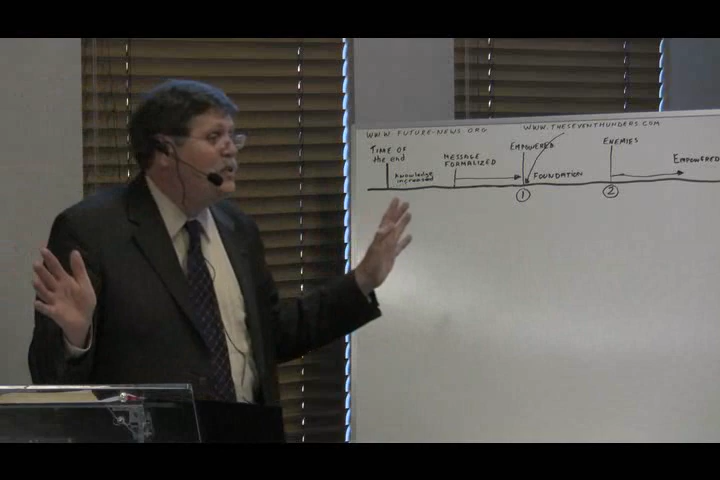 WWW. FUTURE-NEWS.ORG
WWW.THESEVENTHUNDERS.COM
TIME OF
the end
Knowledge
increased
MESSAGE
FORMALIZED
EMPOWERED
FOUNDATION
ENEMIES
EMPOWERED
1
2